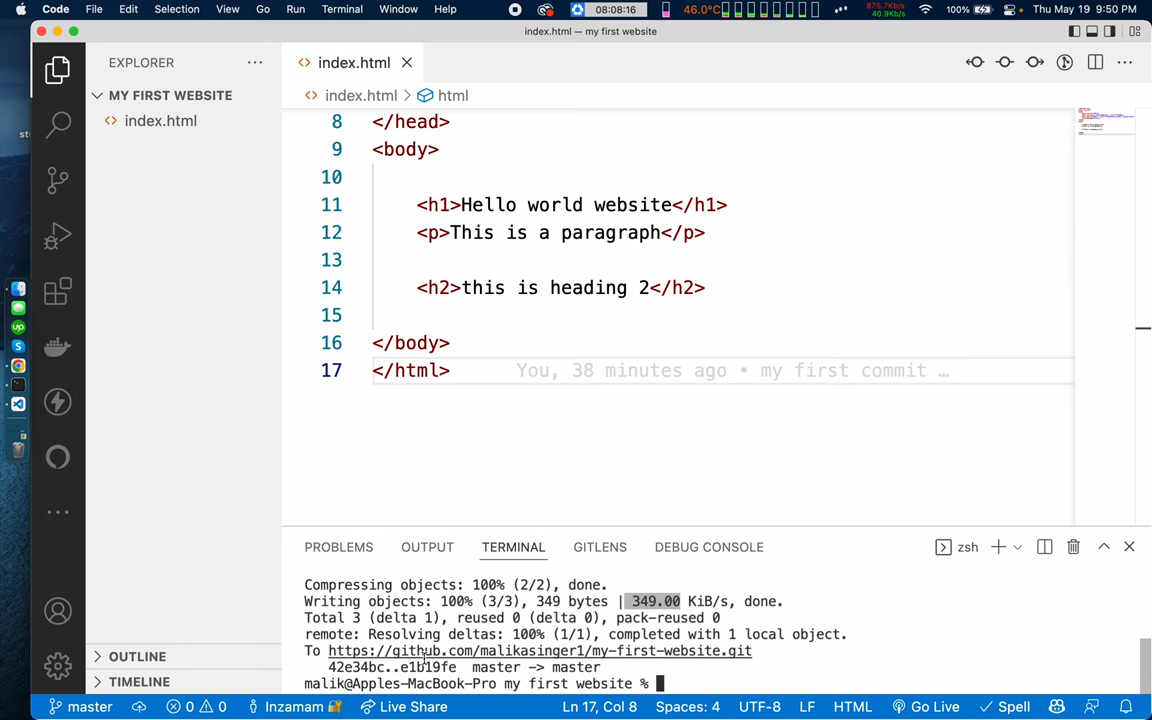 Code File Edit Selection View Go Run Terminal Window Help 08:08:16 46.0°C 875.7Kb/s 40.9Kb/s 100% Thu May 19 9:50 PM
index.html — my first website
EXPLORER ···
index.html
MY FIRST WEBSITE
index.html > html
index.html
8 </head>
9 <body>
10
11 <h1>Hello world website</h1>
12 <p>This is a paragraph</p>
13
14 <h2>this is heading 2</h2>
15
16 </body>
17 </html> You, 38 minutes ago • my first commit …
PROBLEMS OUTPUT TERMINAL GITLENS DEBUG CONSOLE zsh
Compressing objects: 100% (2/2), done.
Writing objects: 100% (3/3), 349 bytes | 349.00 KiB/s, done.
Total 3 (delta 1), reused 0 (delta 0), pack-reused 0
remote: Resolving deltas: 100% (1/1), completed with 1 local object.
To https://github.com/malikasinger1/my-first-website.git
42e34bc..e1b19fe master -> master
malik@Apples-MacBook-Pro my first website %
OUTLINE
TIMELINE
master 0 0 Inzamam Live Share Ln 17, Col 8 Spaces: 4 UTF-8 LF HTML Go Live Spell